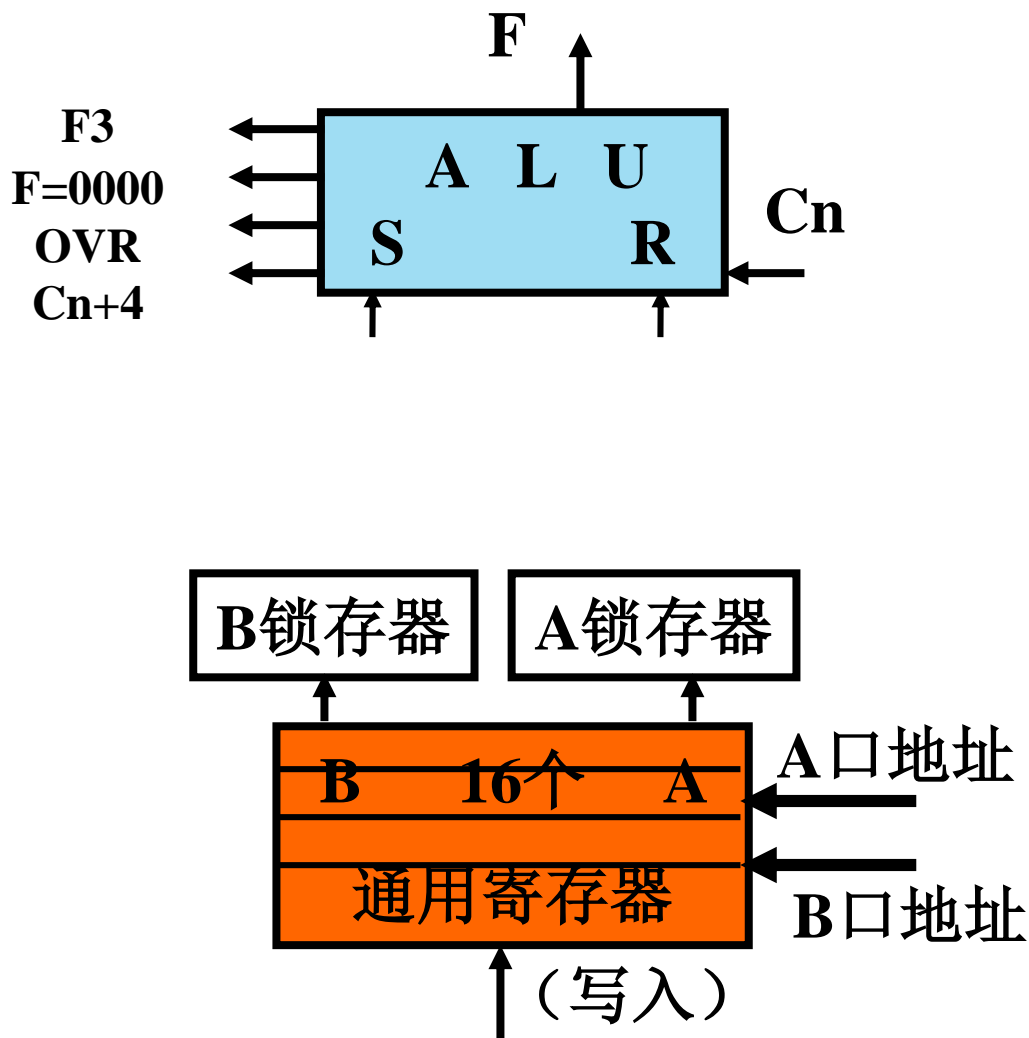 F
F3
F=0000
OVR
Cn+4
A L U
S R
Cn
B锁存器
A锁存器
B 16个 A
通用寄存器
A口地址
B口地址
（写入）